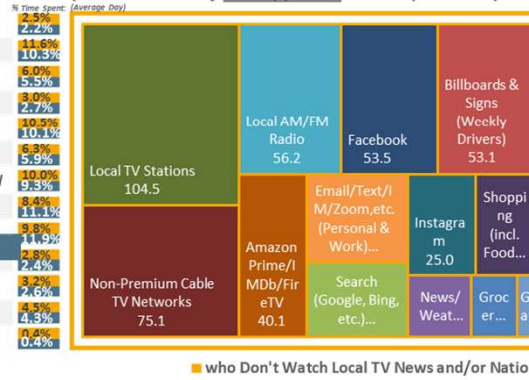 % Time Spent: (Average Day)
2.5%
2.2%
11.6%
10.3%
6.0%
5.5%
3.0%
2.7%
10.5%
10.1%
6.3%
5.9%
10.0%
9.3%
8.4%
11.1%
9.8%
11.9%
2.8%
2.4%
3.2%
2.6%
4.5%
4.3%
0.4%
0.4%
Local TV Stations
104.5
Non-Premium Cable
TV Networks
75.1
Local AM/FM
Radio
56.2
Facebook
53.5
Billboards &
Signs
(Weekly
Drivers)
53.1
Amazon
Prime/I
MDb/Fir
eTV
40.1
Email/Text/I
M/Zoom,etc.
(Personal &
Work)...
Search
(Google, Bing,
etc.)...
Instagra
m
25.0
Shoppi
ng
(incl.
Food...
News/
Weat...
Groc
er...
G
a
who Don't Watch Local TV News and/or Natio